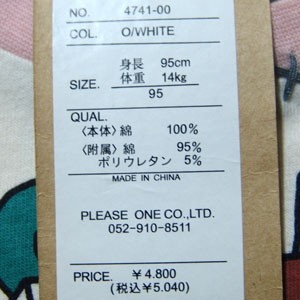 NO. 4741-00
COL. O/WHITE
身長 95cm
体重 14kg
SIZE.
95
QUAL.
〈本体〉綿 100%
〈附属〉綿 95%
ポリウレタン 5%
MADE IN CHINA
PLEASE ONE CO.,LTD.
052-910-8511
PRICE. ￥4.800
(税込￥5.040)